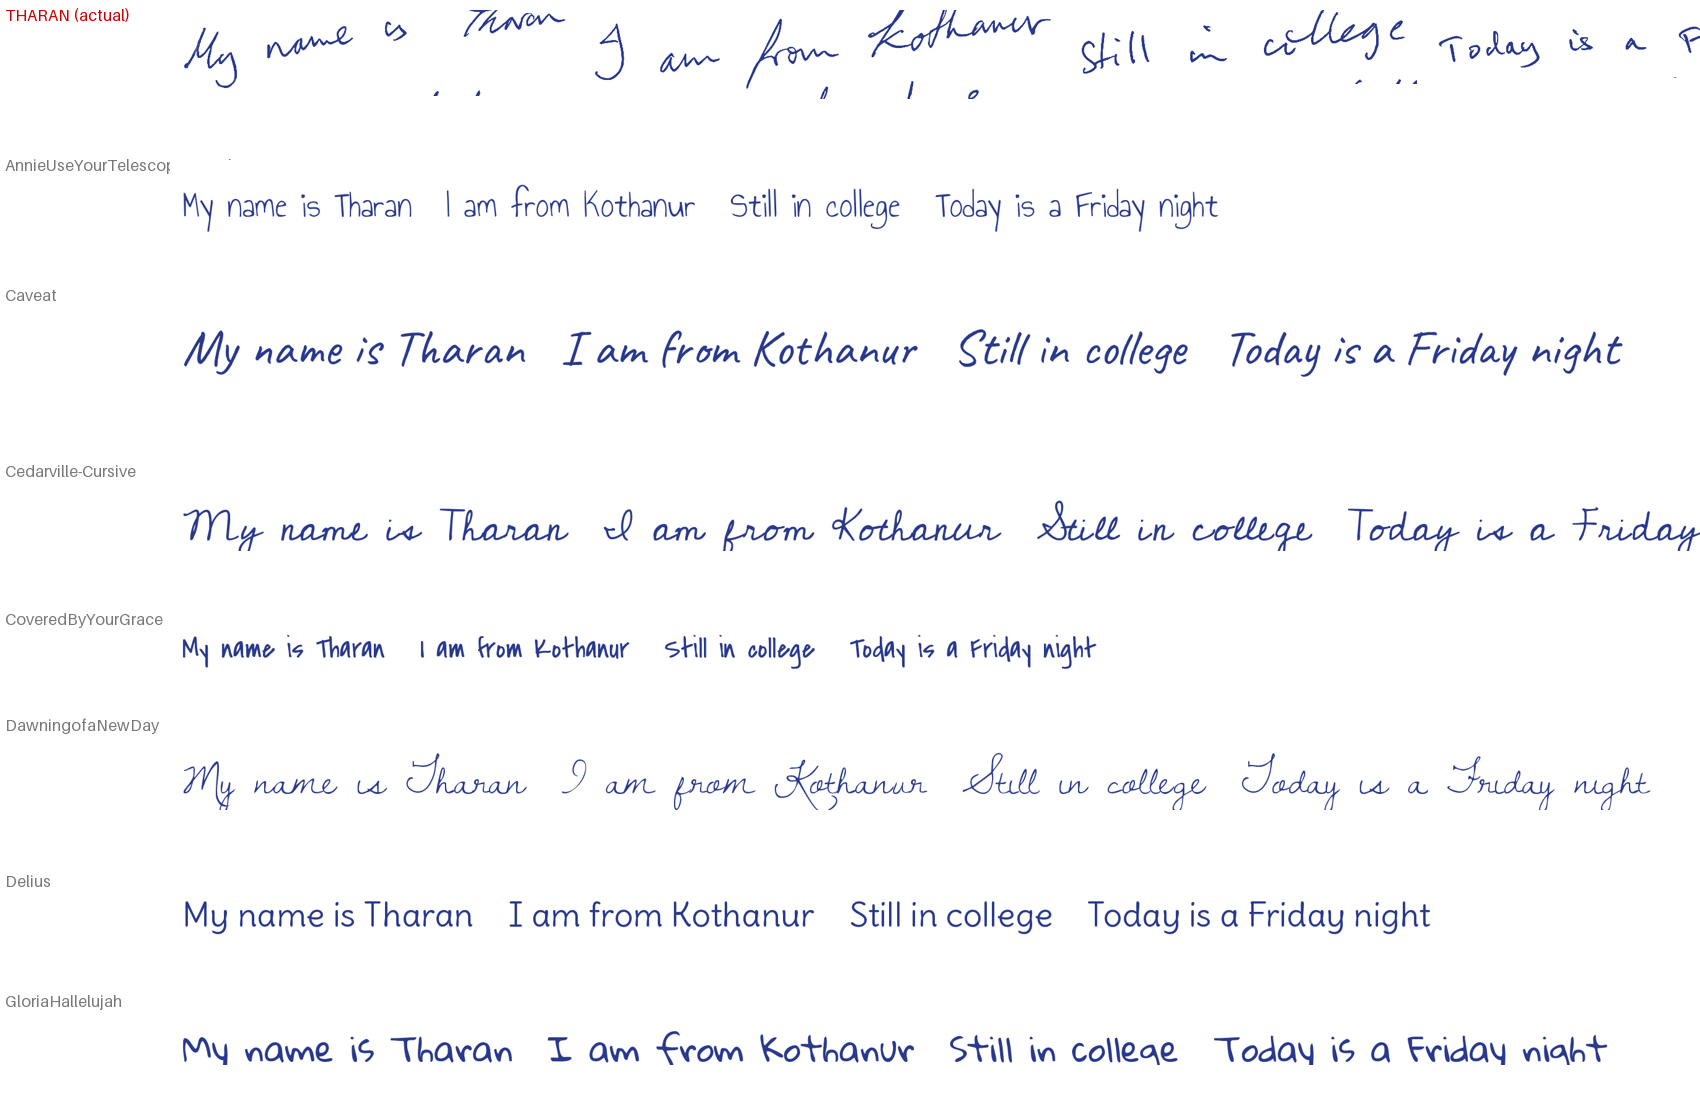 THARAN (actual)
My name is Tharan I am from Kothanur Still in college Today is a F
AnnieUseYourTelescop
My name is Tharan I am from Kothanur Still in college Today is a Friday night
Caveat
My name is Tharan I am from Kothanur Still in college Today is a Friday night
Cedarville-Cursive
My name is Tharan I am from Kothanur Still in college Today is a Friday
CoveredByYourGrace
My name is Tharan I am from Kothanur Still in college Today is a Friday night
DawningofaNewDay
My name is Tharan I am from Kothanur Still in college Today is a Friday night
Delius
My name is Tharan I am from Kothanur Still in college Today is a Friday night
GloriaHallelujah
My name is Tharan I am from Kothanur Still in college Today is a Friday night